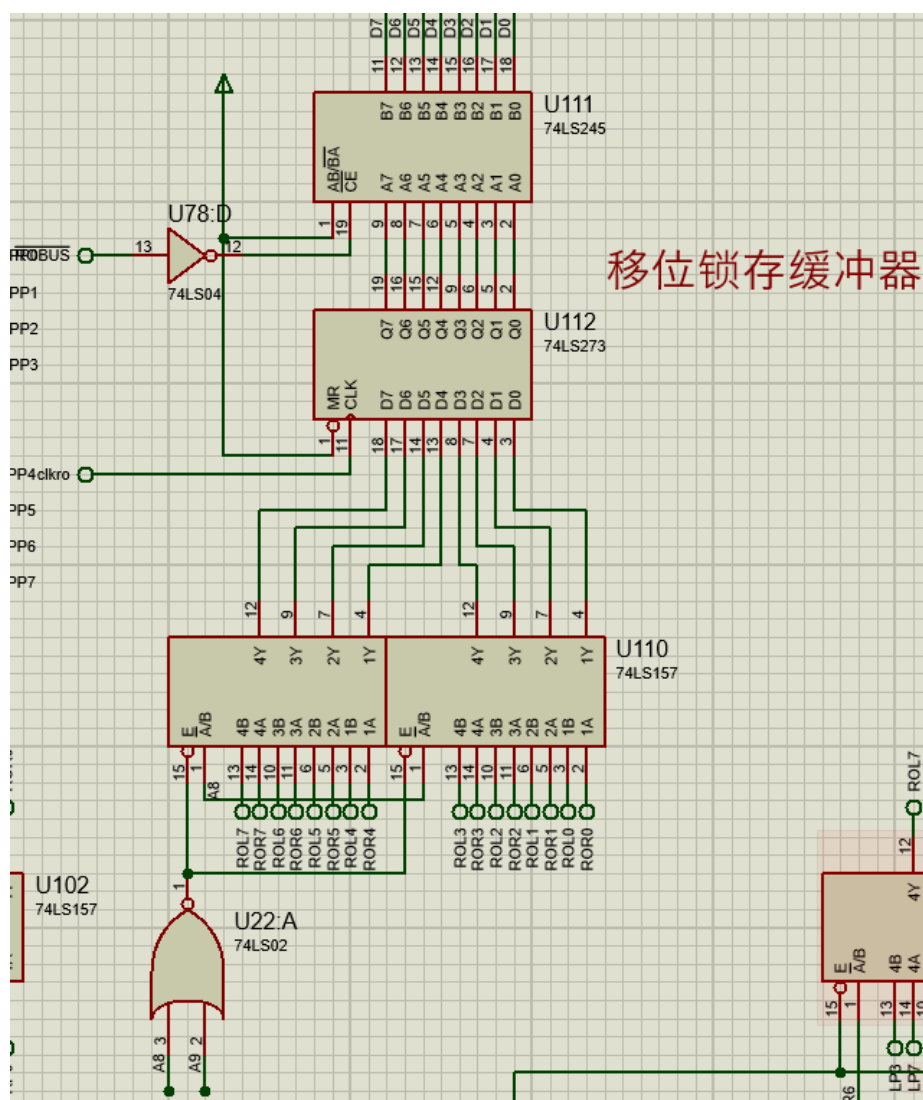 D7 D6 D5 D4 D3 D2 D1 D0
11 12 13 14 15 16 17 18
B7 B6 B5 B4 B3 B2 B1 B0
U111
74LS245
AB/BA
CE
A7 A6 A5 A4 A3 A2 A1 A0
1 19 9 8 7 6 5 4 3 2
U78:D
13 12
74LS04
ROBUS
PP1
PP2
PP3
移位锁存缓冲器
19 16 15 12 9 6 5 2
Q7 Q6 Q5 Q4 Q3 Q2 Q1 Q0
U112
74LS273
MR
CLK
D7 D6 D5 D4 D3 D2 D1 D0
1 11 18 17 14 13 8 7 4 3
PP4clkro
PP5
PP6
PP7
12 9 7 4 12 9 7 4
4Y 3Y 2Y 1Y 4Y 3Y 2Y 1Y
U110
74LS157
E A/B 4B 4A 3B 3A 2B 2A 1B 1A E A/B 4B 4A 3B 3A 2B 2A 1B 1A
15 1 13 14 10 11 6 5 3 2 15 1 13 14 10 11 6 5 3 2
A8
ROL7 ROR7 ROL6 ROR6 ROL5 ROR5 ROL4 ROR4 ROL3 ROR3 ROL2 ROR2 ROL1 ROR1 ROL0 ROR0
ROL7
12
4Y
U102
74LS157
1
U22:A
74LS02
3 2
A8 A9
E A/B 4B 4A
15 1 13 14
LP3 LP7